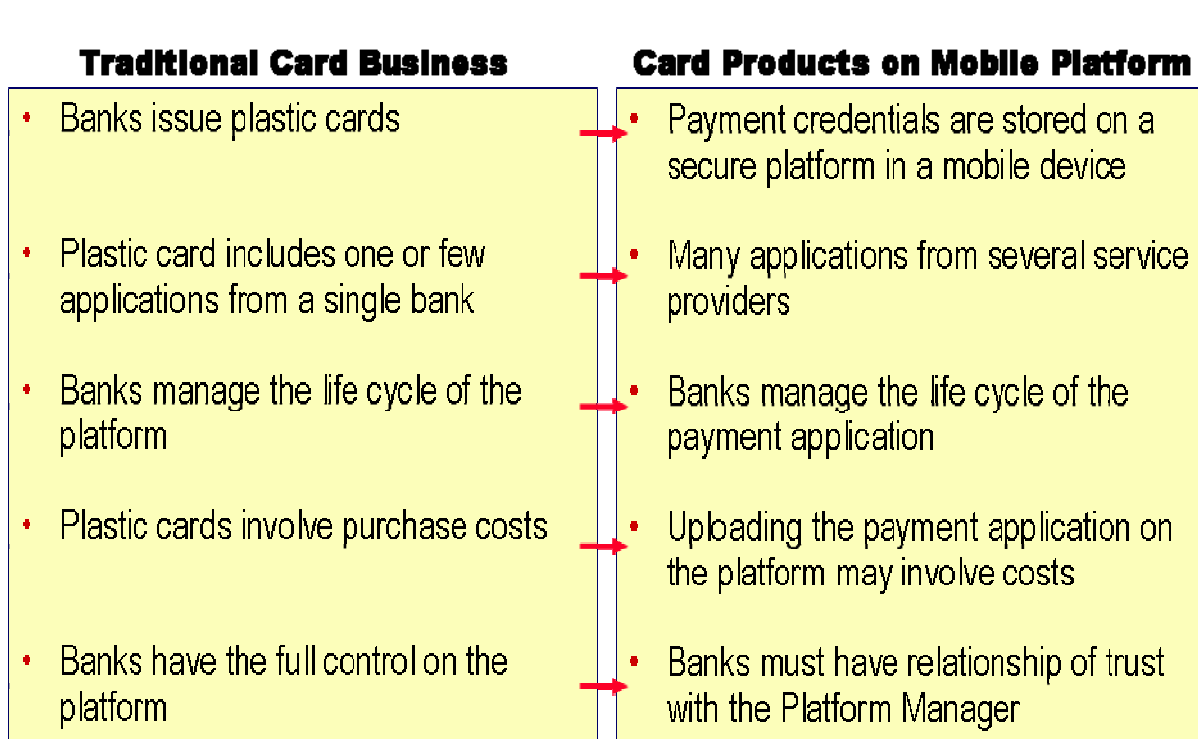 Traditional Card Business
• Banks issue plastic cards
• Plastic card includes one or few
applications from a single bank
• Banks manage the life cycle of the
platform
• Plastic cards involve purchase costs
• Banks have the full control on the
platform
Card Products on Mobile Platform
• Payment credentials are stored on a
secure platform in a mobile device
• Many applications from several service
providers
• Banks manage the life cycle of the
payment application
• Uploading the payment application on
the platform may involve costs
• Banks must have relationship of trust
with the Platform Manager